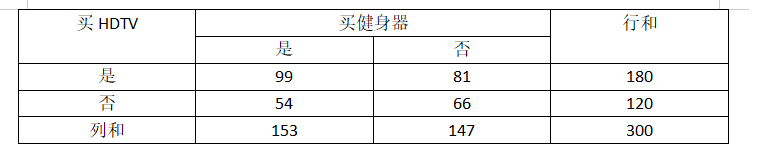 买 HDTV 买健身器 行和
是 否
是 99 81 180
否 54 66 120
列和 153 147 300